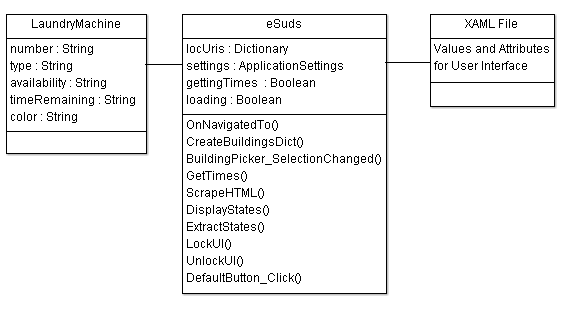 LaundryMachine
number : String
type : String
availability : String
timeRemaining : String
color : String
eSuds
locUris : Dictionary
settings : ApplicationSettings
gettingTimes : Boolean
loading : Boolean
OnNavigatedTo()
CreateBuildingsDict()
BuildingPicker_SelectionChanged()
GetTimes()
ScrapeHTML()
DisplayStates()
ExtractStates()
LockUI()
UnlockUI()
DefaultButton_Click()
XAML File
Values and Attributes
for User Interface